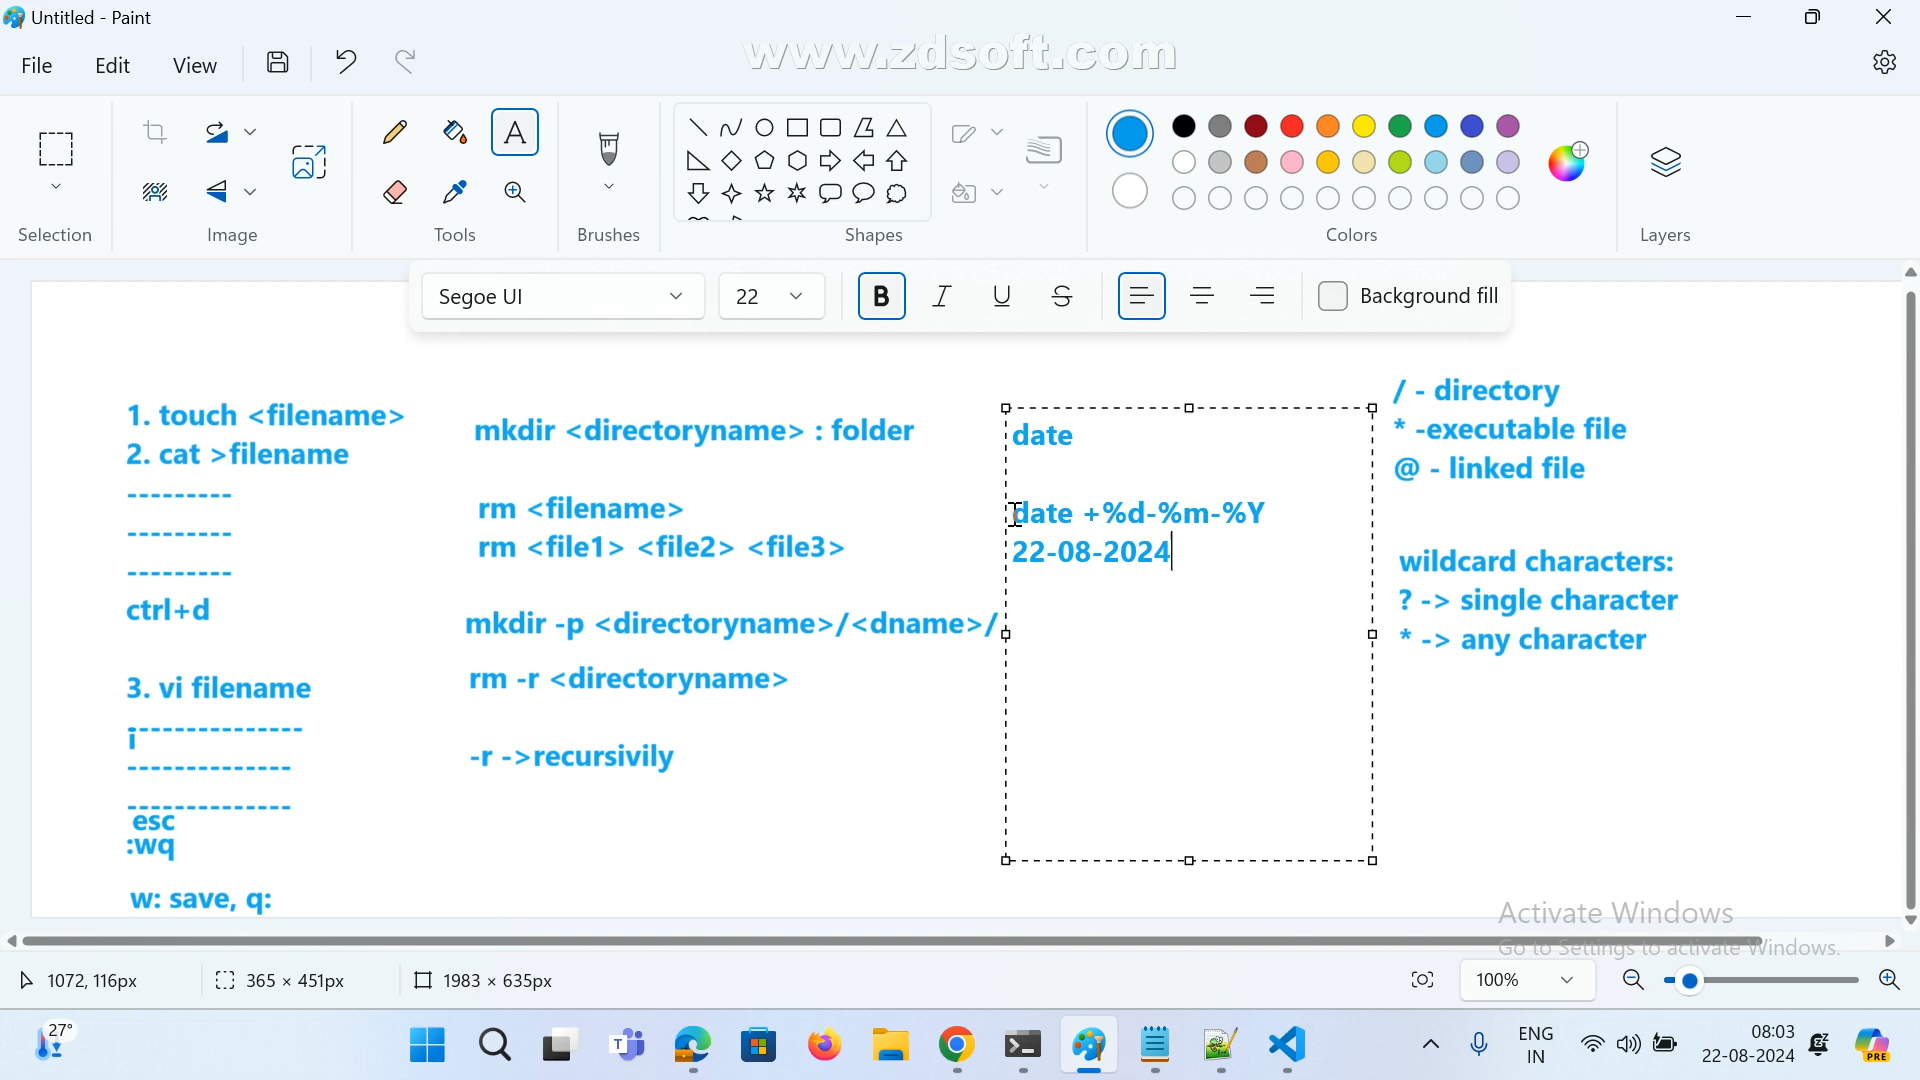 Untitled - Paint
www.zdsoft.com
File
Edit
View
Selection
Image
Tools
Brushes
Shapes
Colors
Layers
Segoe UI
22
B
I
U
S
Background fill
1. touch <filename>
2. cat >filename
---------
---------
---------
ctrl+d
3. vi filename
---------------
i
--------------
--------------
esc
:wq
w: save, q:
mkdir <directoryname> : folder
rm <filename>
rm <file1> <file2> <file3>
mkdir -p <directoryname>/<dname>/
rm -r <directoryname>
-r ->recursivily
date
date +%d-%m-%Y
22-08-2024
/ - directory
* -executable file
@ - linked file
wildcard characters:
? -> single character
* -> any character
Activate Windows
Go to Settings to activate Windows.
1072, 116px
365 × 451px
1983 × 635px
100%
27°
ENG
IN
08:03
22-08-2024
PRE